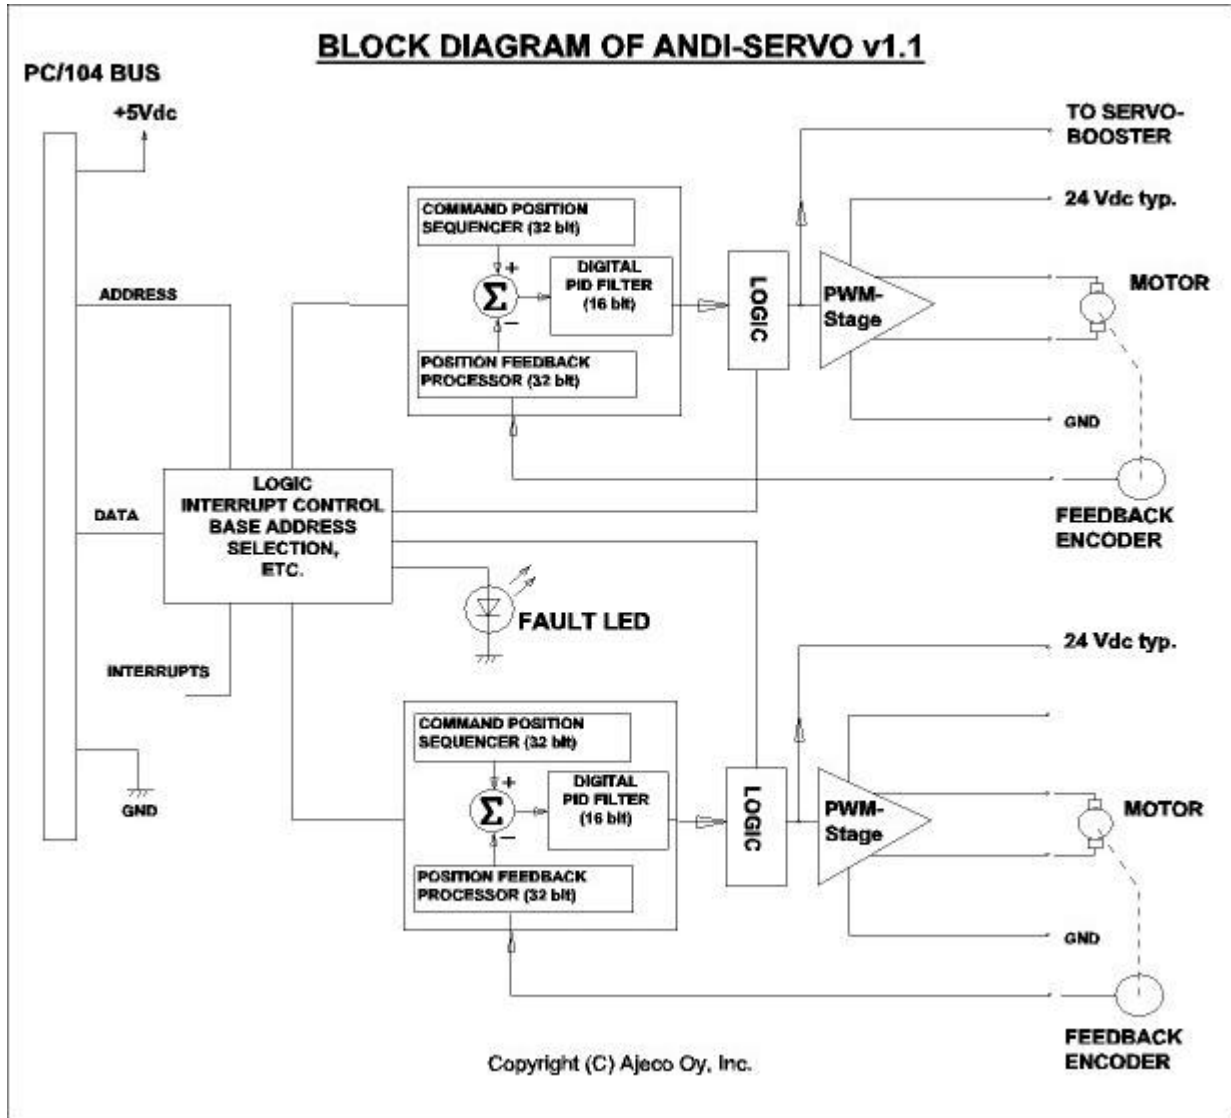 BLOCK DIAGRAM OF ANDI-SERVO v1.1
PC/104 BUS
+5Vdc
TO SERVO-
BOOSTER
24 Vdc typ.
COMMAND POSITION
SEQUENCER (32 bit)
+
Σ
−
DIGITAL
PID FILTER
(16 bit)
POSITION FEEDBACK
PROCESSOR (32 bit)
LOGIC
PWM-
Stage
MOTOR
GND
FEEDBACK
ENCODER
ADDRESS
DATA
LOGIC
INTERRUPT CONTROL
BASE ADDRESS
SELECTION,
ETC.
FAULT LED
INTERRUPTS
GND
24 Vdc typ.
COMMAND POSITION
SEQUENCER (32 bit)
+
Σ
−
DIGITAL
PID FILTER
(16 bit)
POSITION FEEDBACK
PROCESSOR (32 bit)
LOGIC
PWM-
Stage
MOTOR
GND
FEEDBACK
ENCODER
Copyright (C) Ajeco Oy, Inc.